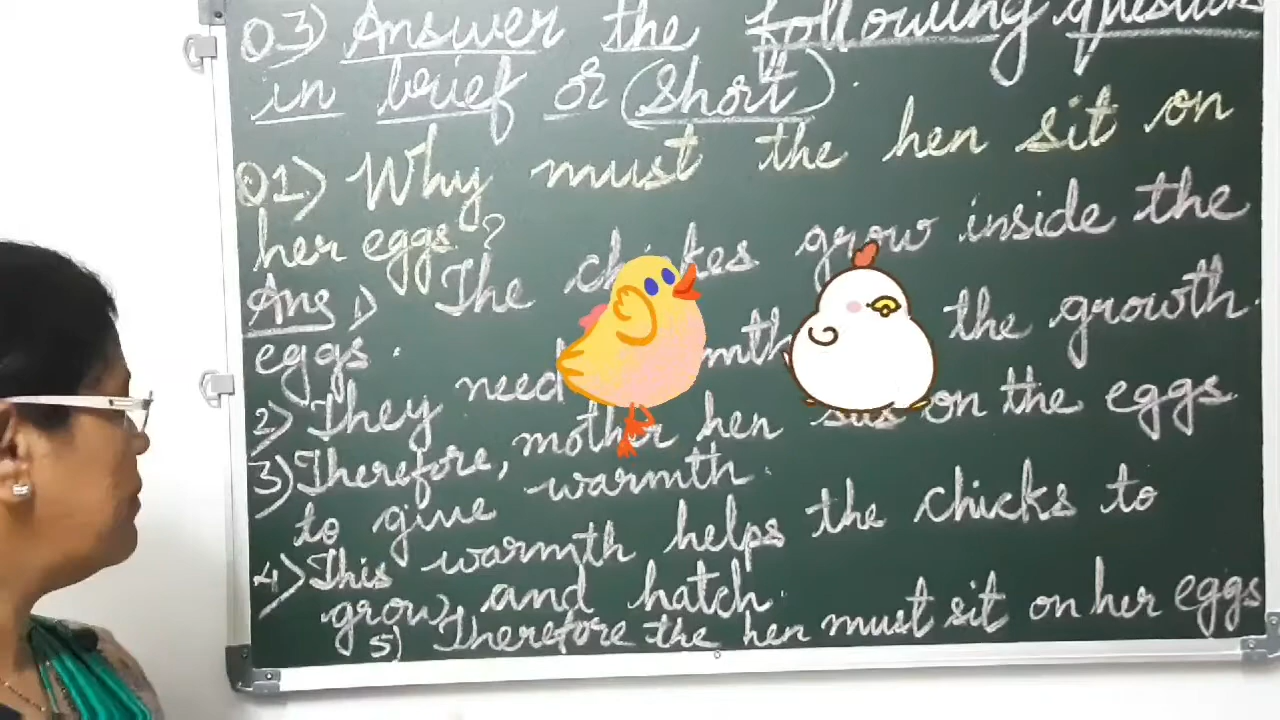 Q3) Answer the following questions
in brief or (Short).
Q1) Why must the hen sit on
her eggs?
Ans 1) The chickes grow inside the
eggs.
2) They need the growth.
3) Therefore, mother hen sits on the eggs
to give warmth.
4) This warmth helps the chicks to
grow, and hatch.
5) Therefore the hen must sit on her eggs